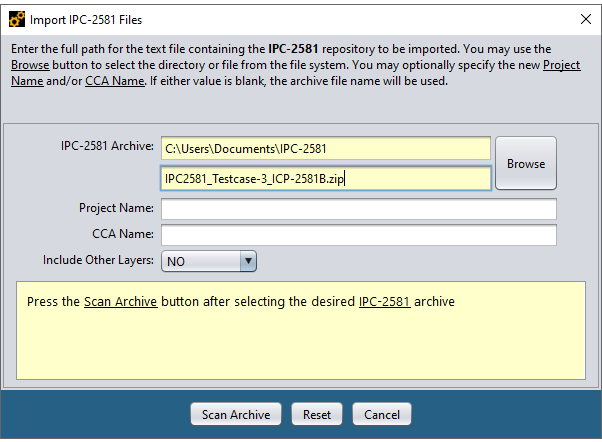 Import IPC-2581 Files
Enter the full path for the text file containing the IPC-2581 repository to be imported. You may use the
Browse button to select the directory or file from the file system. You may optionally specify the new Project
Name and/or CCA Name. If either value is blank, the archive file name will be used.
IPC-2581 Archive: C:\Users\Documents\IPC-2581
IPC2581_Testcase-3_ICP-2581B.zip
Browse
Project Name:
CCA Name:
Include Other Layers: NO
Press the Scan Archive button after selecting the desired IPC-2581 archive
Scan Archive Reset Cancel